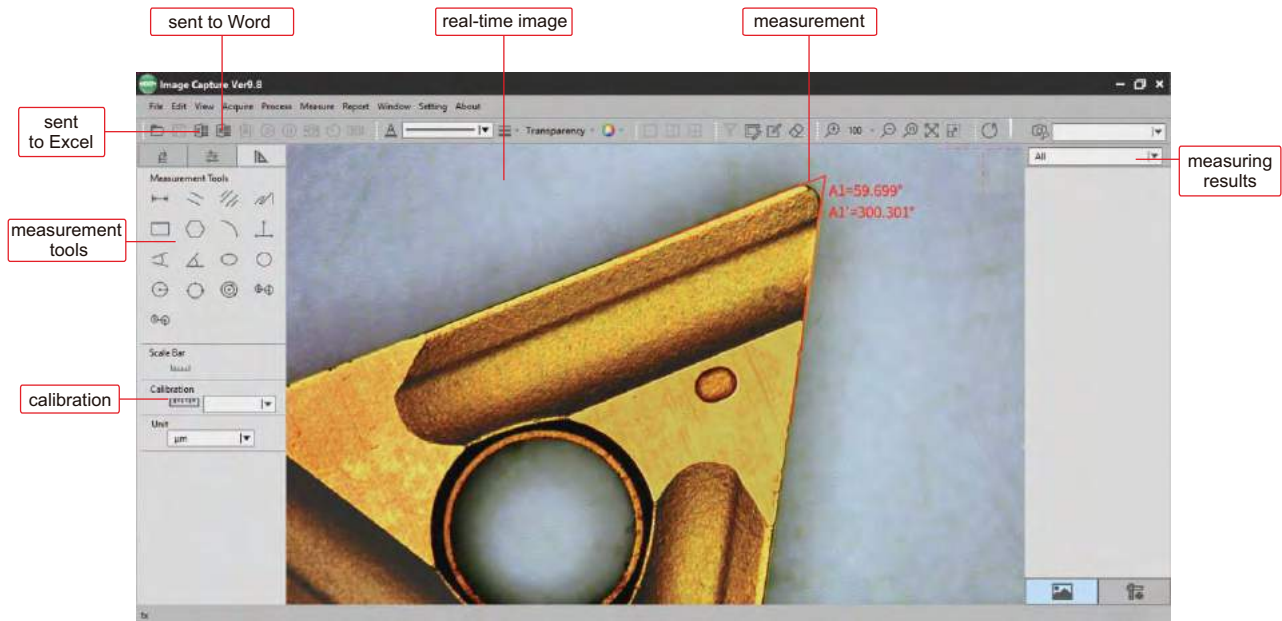 sent to Word
real-time image
measurement
Image Capture Ver9.8
File Edit View Acquire Process Measure Report Window Setting About
sent
to Excel
Transparency
100
All
measuring
results
Measurement Tools
A1=59.699°
A1'=300.301°
measurement
tools
Scale Bar
Calibration
calibration
Unit
μm